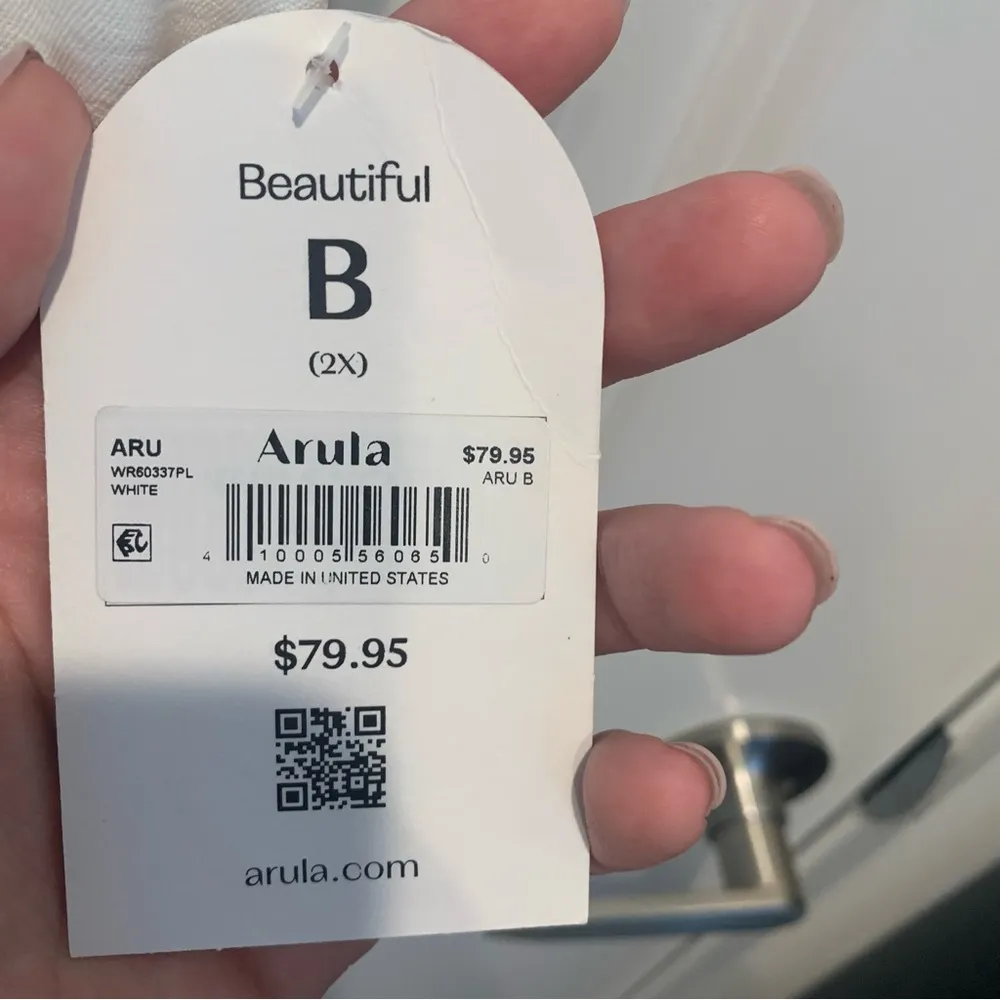 Beautiful
B
(2X)
ARU
WR60337PL
WHITE
Arula
$79.95
ARU B
4 10005 56065 0
MADE IN UNITED STATES
$79.95
arula.com